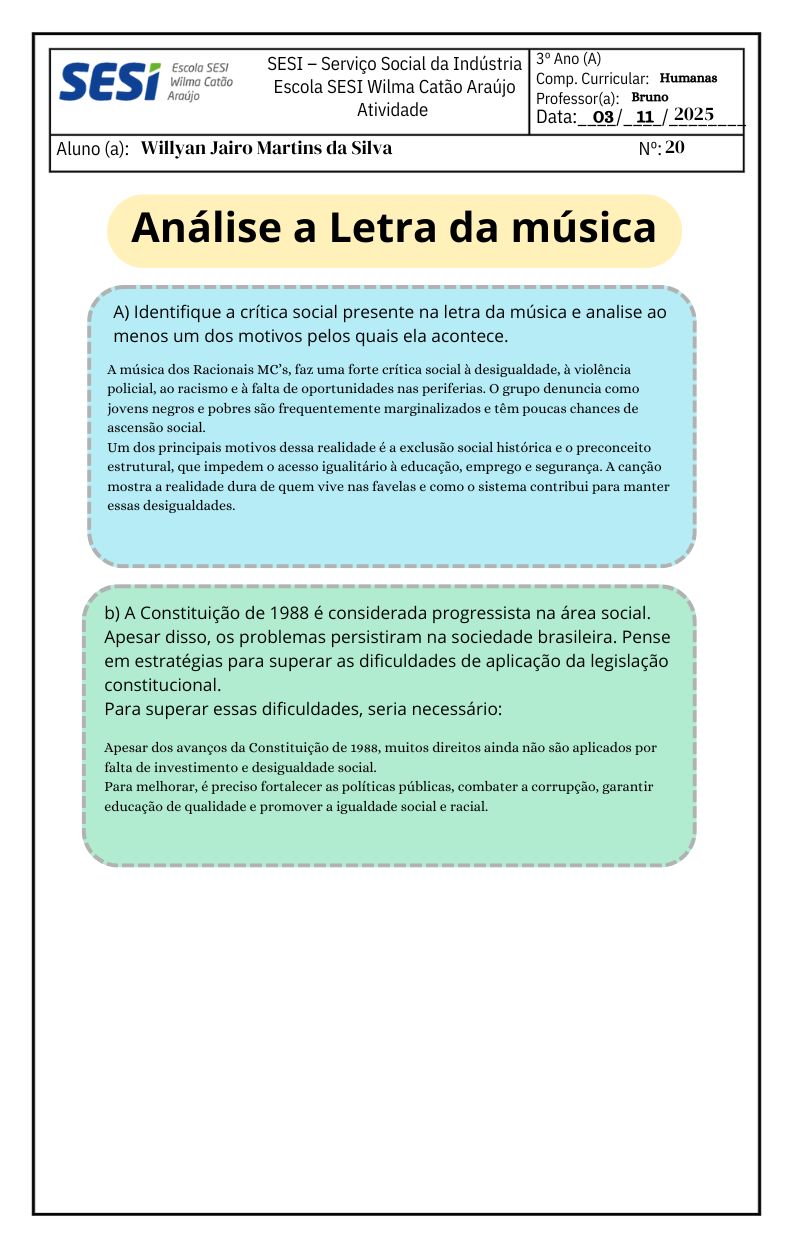 SESI
Escola SESI
Wilma Catão
Araújo
SESI – Serviço Social da Indústria
Escola SESI Wilma Catão Araújo
Atividade
3º Ano (A)
Comp. Curricular: Humanas
Professor(a): Bruno
Data:____03/_11_/_2025____
Aluno (a): Willyan Jairo Martins da Silva
Nº: 20
Análise a Letra da música
A) Identifique a crítica social presente na letra da música e analise ao
menos um dos motivos pelos quais ela acontece.
A música dos Racionais MC's, faz uma forte crítica social à desigualdade, à violência
policial, ao racismo e à falta de oportunidades nas periferias. O grupo denuncia como
jovens negros e pobres são frequentemente marginalizados e têm poucas chances de
ascensão social.
Um dos principais motivos dessa realidade é a exclusão social histórica e o preconceito
estrutural, que impedem o acesso igualitário à educação, emprego e segurança. A canção
mostra a realidade dura de quem vive nas favelas e como o sistema contribui para manter
essas desigualdades.
b) A Constituição de 1988 é considerada progressista na área social.
Apesar disso, os problemas persistiram na sociedade brasileira. Pense
em estratégias para superar as dificuldades de aplicação da legislação
constitucional.
Para superar essas dificuldades, seria necessário:
Apesar dos avanços da Constituição de 1988, muitos direitos ainda não são aplicados por
falta de investimento e desigualdade social.
Para melhorar, é preciso fortalecer as políticas públicas, combater a corrupção, garantir
educação de qualidade e promover a igualdade social e racial.